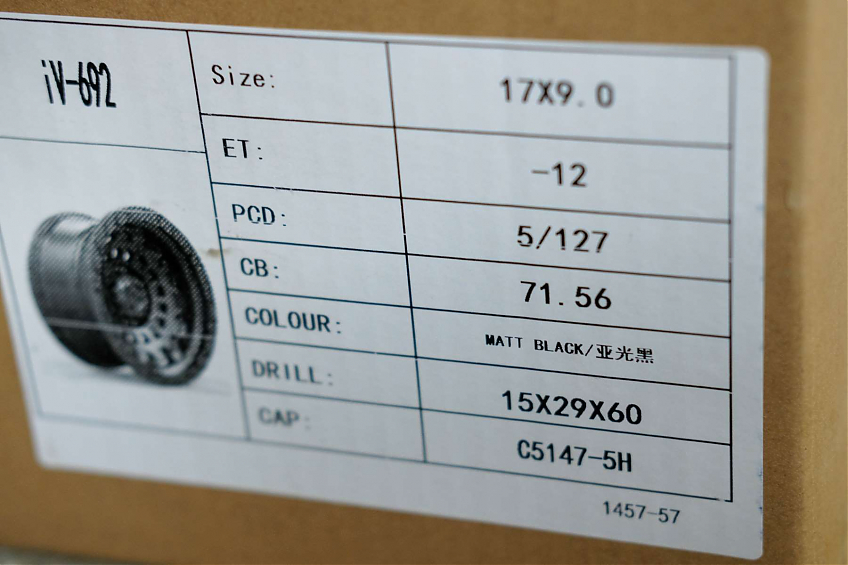 iV-692
Size: 17X9.0
ET: -12
PCD: 5/127
CB: 71.56
COLOUR: MATT BLACK/亚光黑
DRILL: 15X29X60
CAP: C5147-5H
1457-57